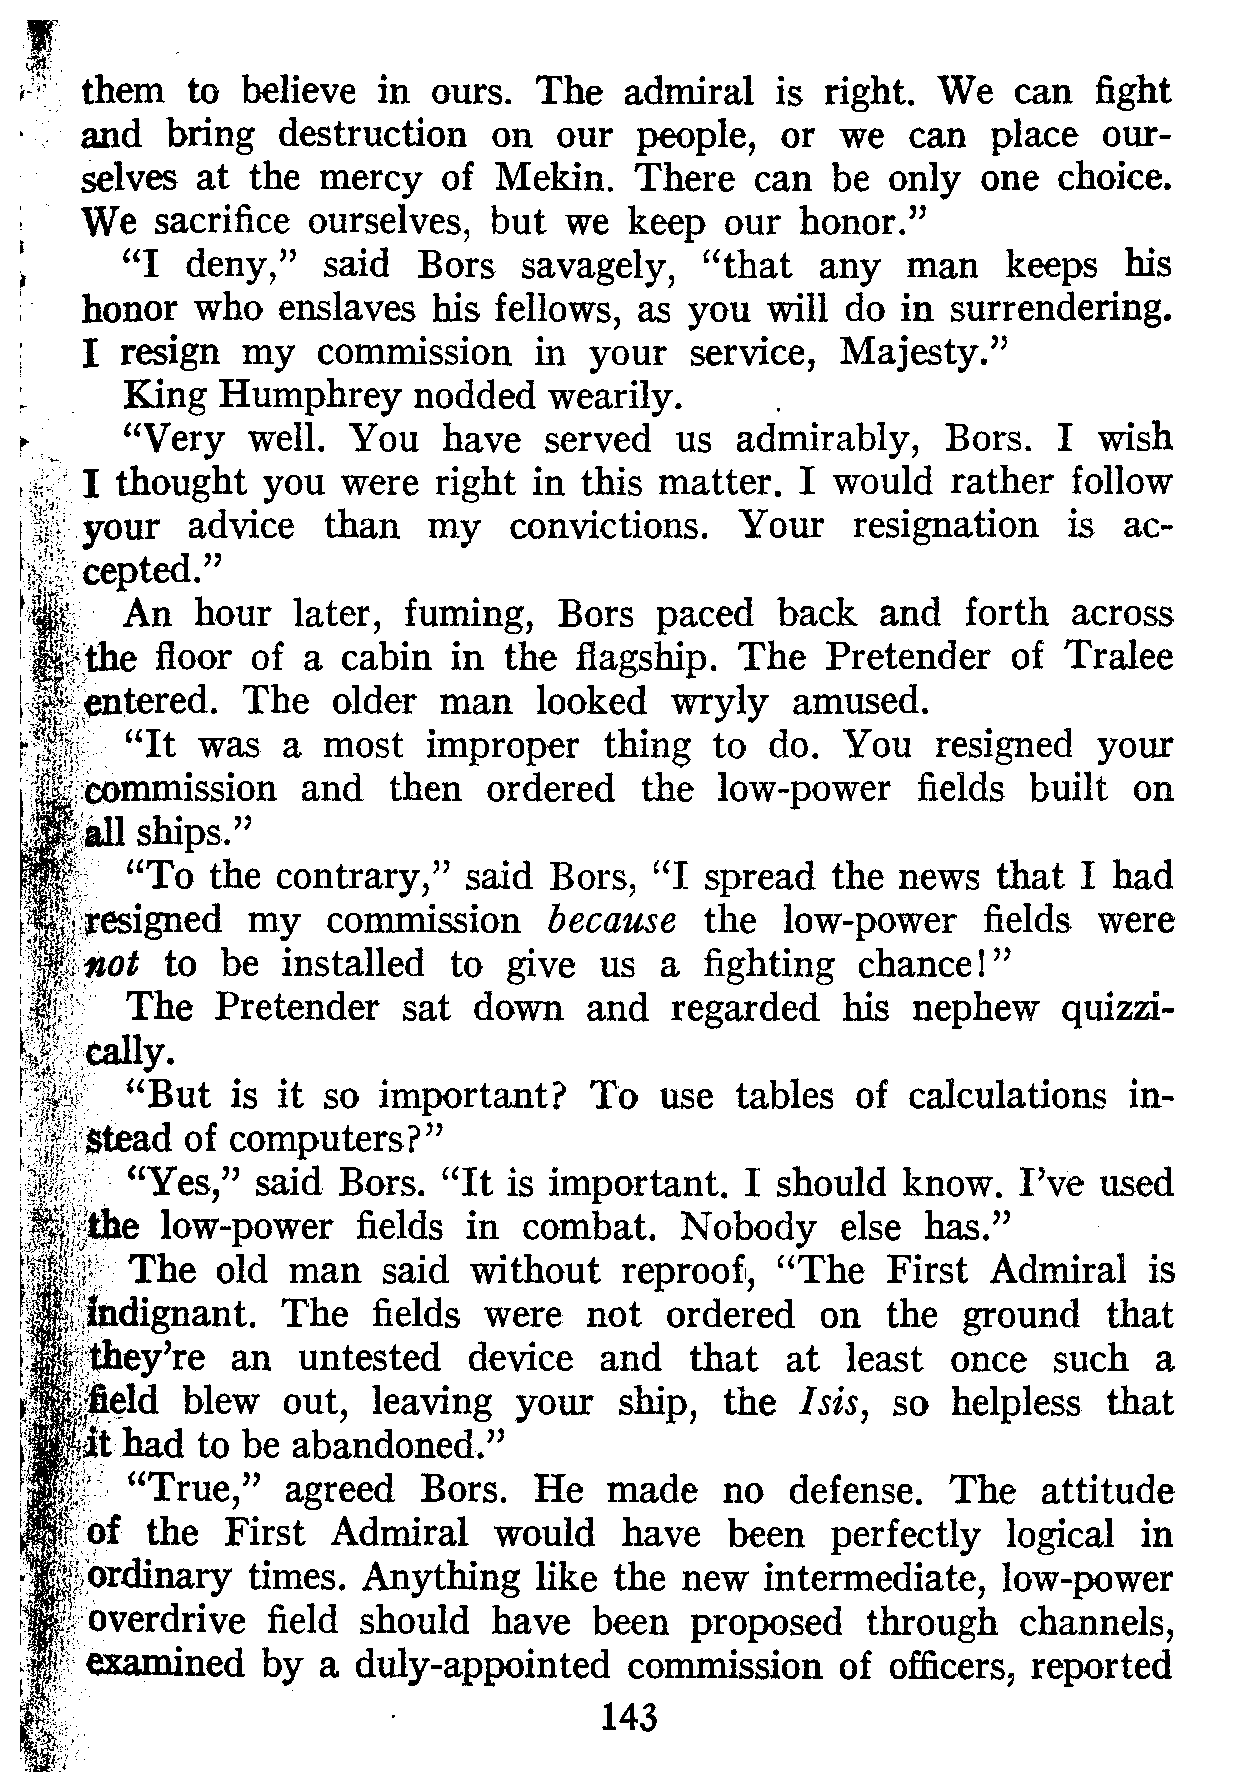 them to believe in ours. The admiral is right. We can fight
and bring destruction on our people, or we can place our-
selves at the mercy of Mekin. There can be only one choice.
We sacrifice ourselves, but we keep our honor.”
“I deny,” said Bors savagely, “that any man keeps his
honor who enslaves his fellows, as you will do in surrendering.
I resign my commission in your service, Majesty.”
King Humphrey nodded wearily.
“Very well. You have served us admirably, Bors. I wish
I thought you were right in this matter. I would rather follow
your advice than my convictions. Your resignation is ac-
cepted.”
An hour later, fuming, Bors paced back and forth across
the floor of a cabin in the flagship. The Pretender of Tralee
entered. The older man looked wryly amused.
“It was a most improper thing to do. You resigned your
commission and then ordered the low-power fields built on
all ships.”
“To the contrary,” said Bors, “I spread the news that I had
resigned my commission because the low-power fields were
not to be installed to give us a fighting chance!”
The Pretender sat down and regarded his nephew quizzi-
cally.
“But is it so important? To use tables of calculations in-
stead of computers?”
“Yes,” said Bors. “It is important. I should know. I’ve used
the low-power fields in combat. Nobody else has.”
The old man said without reproof, “The First Admiral is
indignant. The fields were not ordered on the ground that
they’re an untested device and that at least once such a
field blew out, leaving your ship, the Isis, so helpless that
it had to be abandoned.”
“True,” agreed Bors. He made no defense. The attitude
of the First Admiral would have been perfectly logical in
ordinary times. Anything like the new intermediate, low-power
overdrive field should have been proposed through channels,
examined by a duly-appointed commission of officers, reported
143